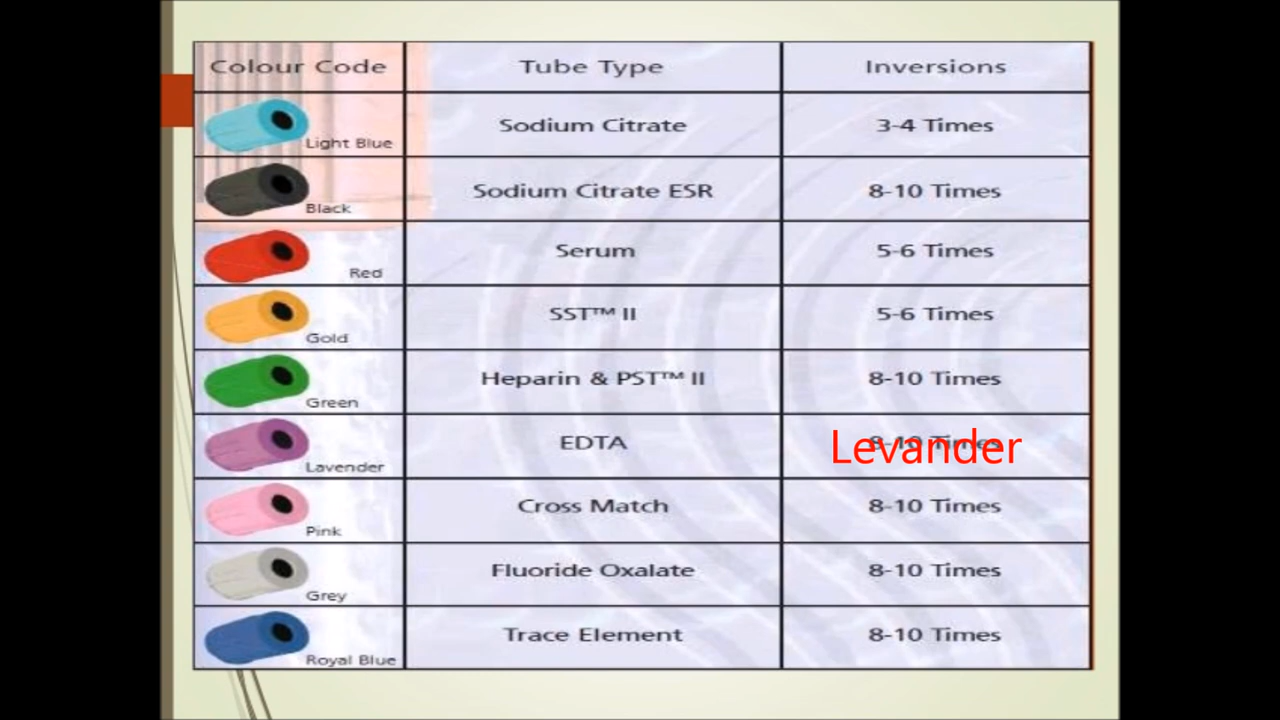 Colour Code Tube Type Inversions
Light Blue Sodium Citrate 3-4 Times
Black Sodium Citrate ESR 8-10 Times
Red Serum 5-6 Times
Gold SST™ II 5-6 Times
Green Heparin & PST™ II 8-10 Times
Lavender EDTA 8-10 Times
Levander
Pink Cross Match 8-10 Times
Grey Fluoride Oxalate 8-10 Times
Royal Blue Trace Element 8-10 Times